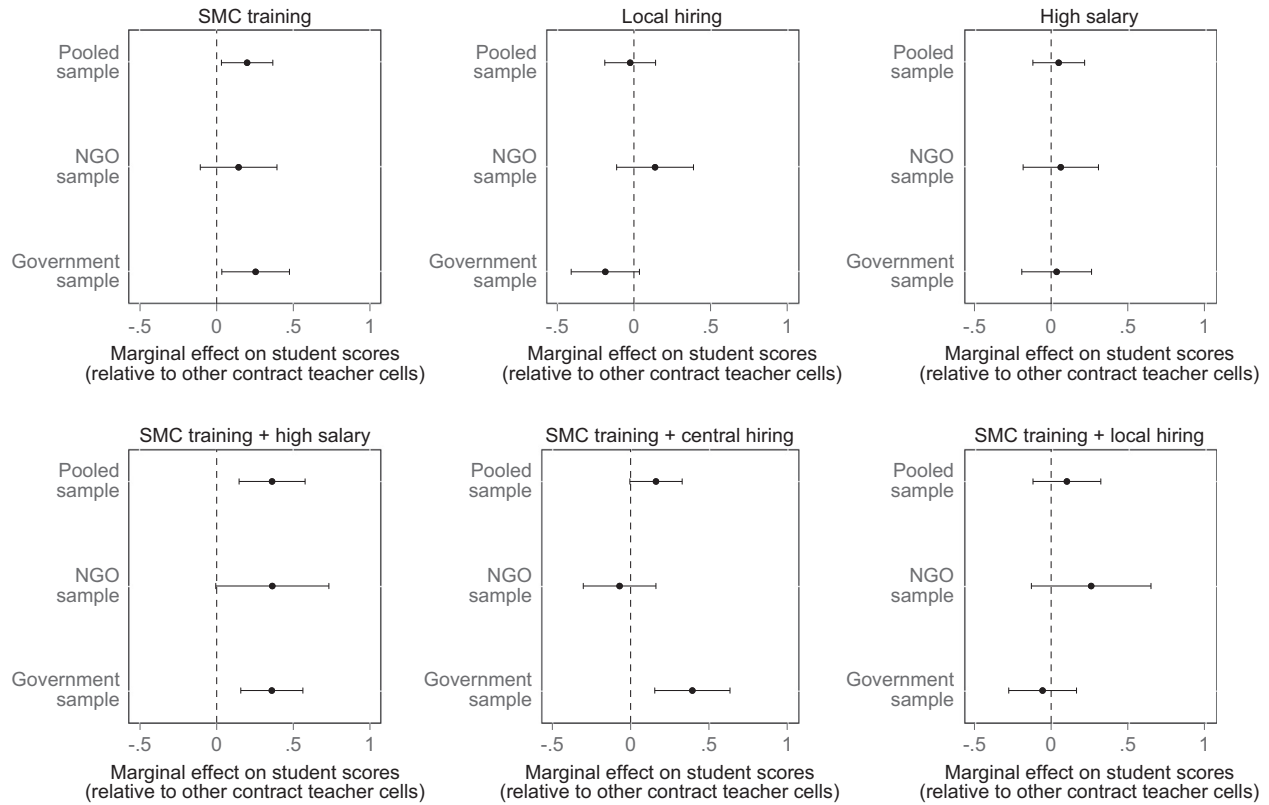 SMC training
Pooled
sample
NGO
sample
Government
sample
-.5 0 .5 1
Marginal effect on student scores
(relative to other contract teacher cells)
Local hiring
Pooled
sample
NGO
sample
Government
sample
-.5 0 .5 1
Marginal effect on student scores
(relative to other contract teacher cells)
High salary
Pooled
sample
NGO
sample
Government
sample
-.5 0 .5 1
Marginal effect on student scores
(relative to other contract teacher cells)
SMC training + high salary
Pooled
sample
NGO
sample
Government
sample
-.5 0 .5 1
Marginal effect on student scores
(relative to other contract teacher cells)
SMC training + central hiring
Pooled
sample
NGO
sample
Government
sample
-.5 0 .5 1
Marginal effect on student scores
(relative to other contract teacher cells)
SMC training + local hiring
Pooled
sample
NGO
sample
Government
sample
-.5 0 .5 1
Marginal effect on student scores
(relative to other contract teacher cells)